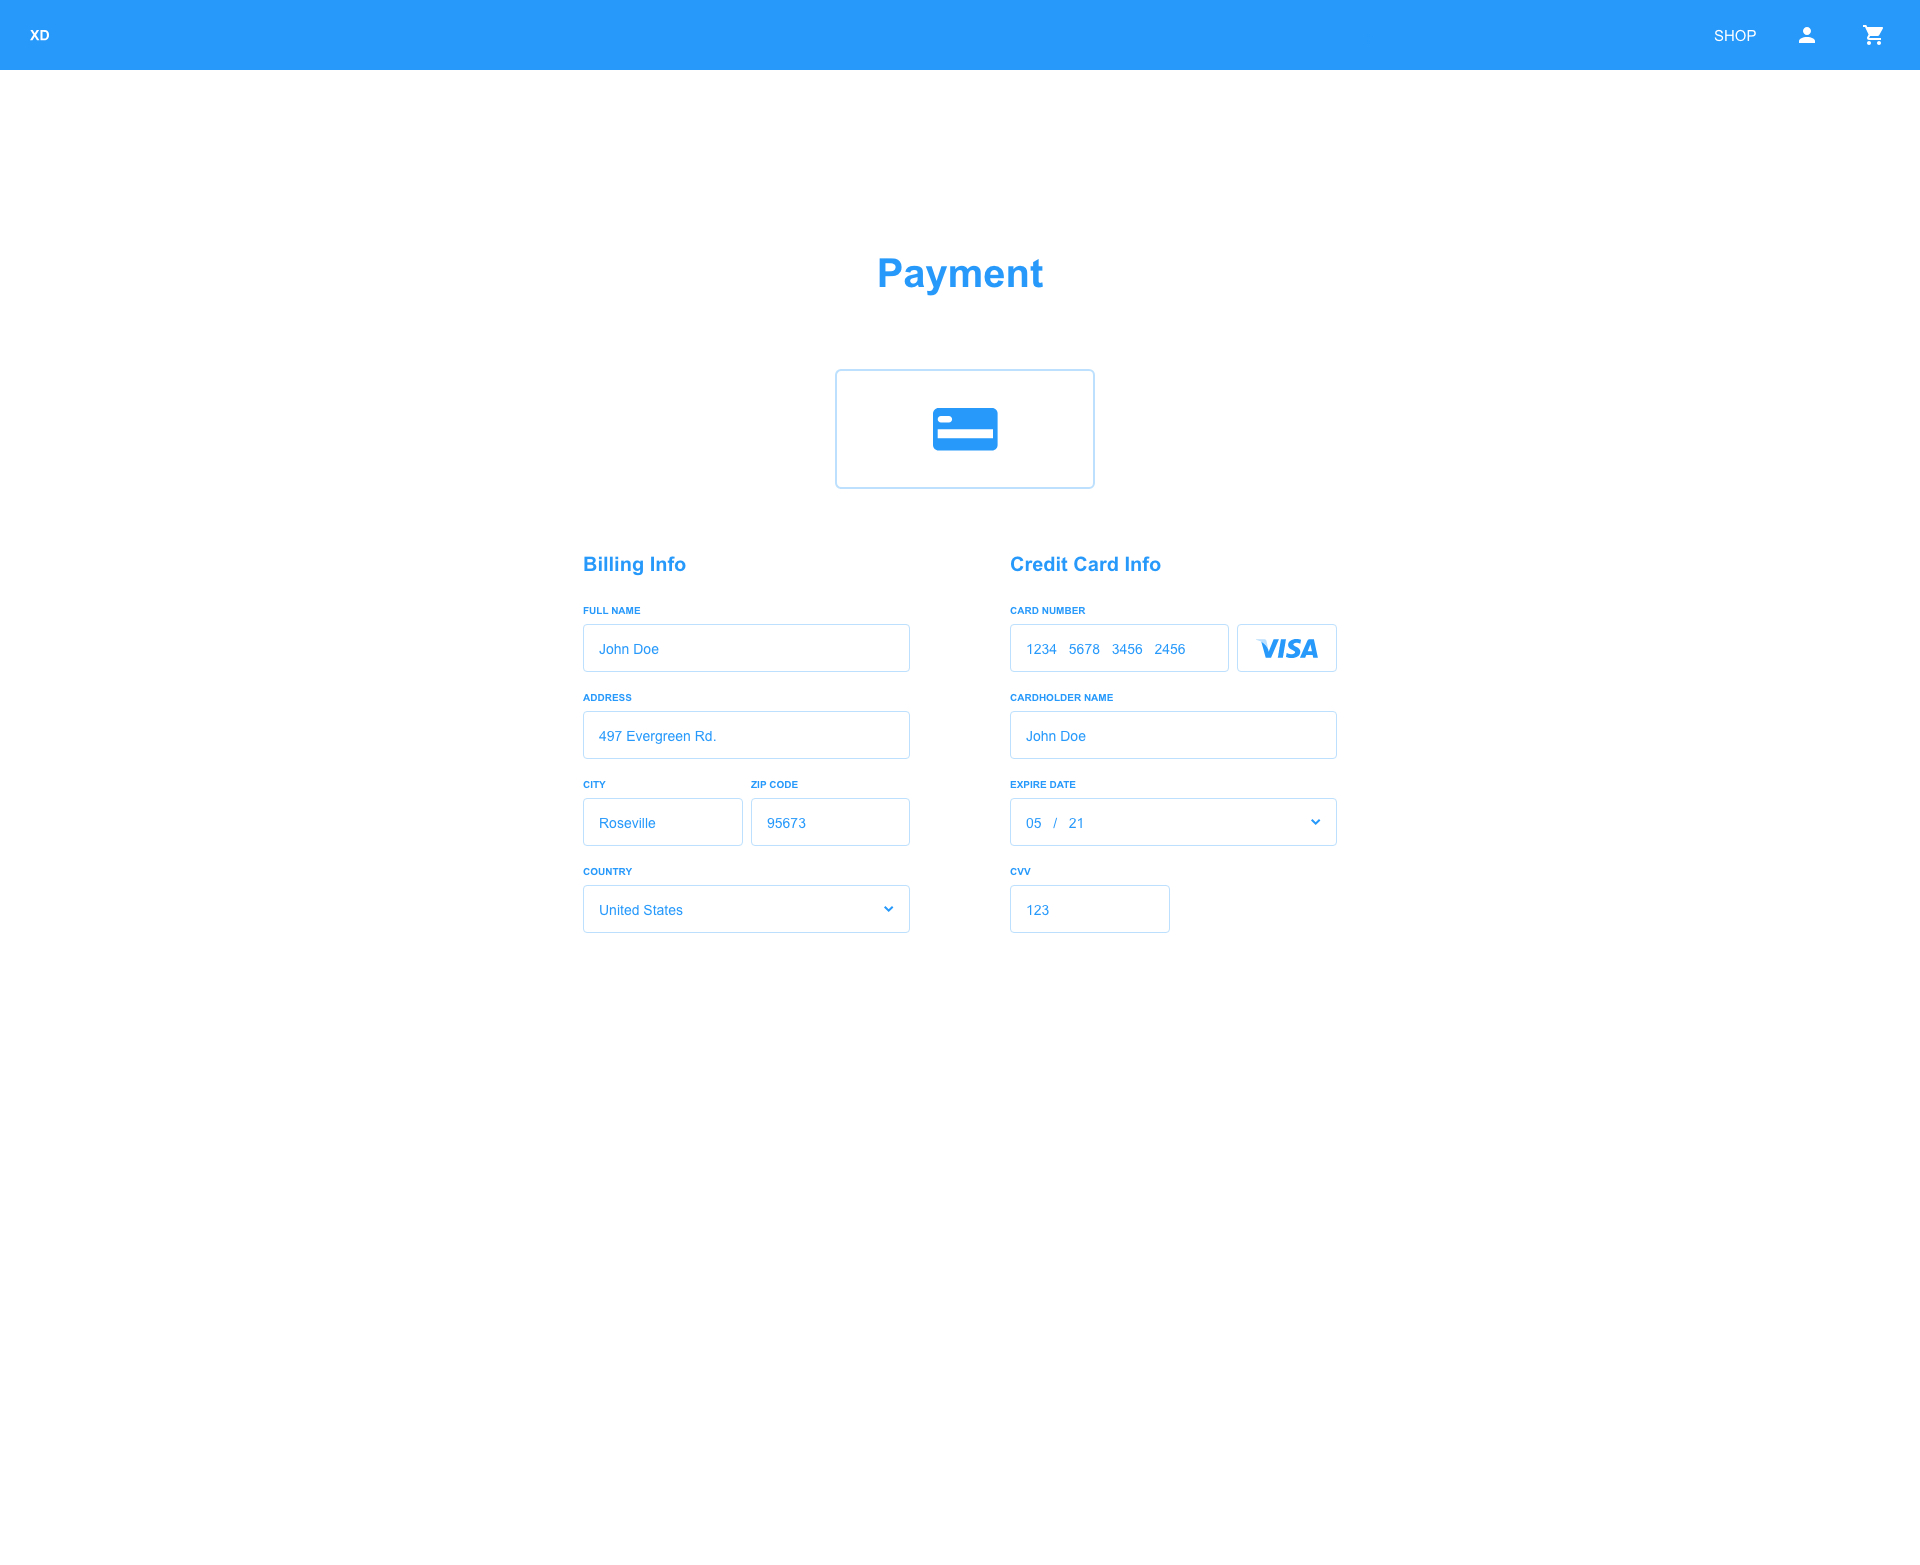 XD
SHOP
Payment
Billing Info
FULL NAME
John Doe
ADDRESS
497 Evergreen Rd.
CITY ZIP CODE
Roseville 95673
COUNTRY
United States
Credit Card Info
CARD NUMBER
1234 5678 3456 2456 VISA
CARDHOLDER NAME
John Doe
EXPIRE DATE
05 / 21
CVV
123